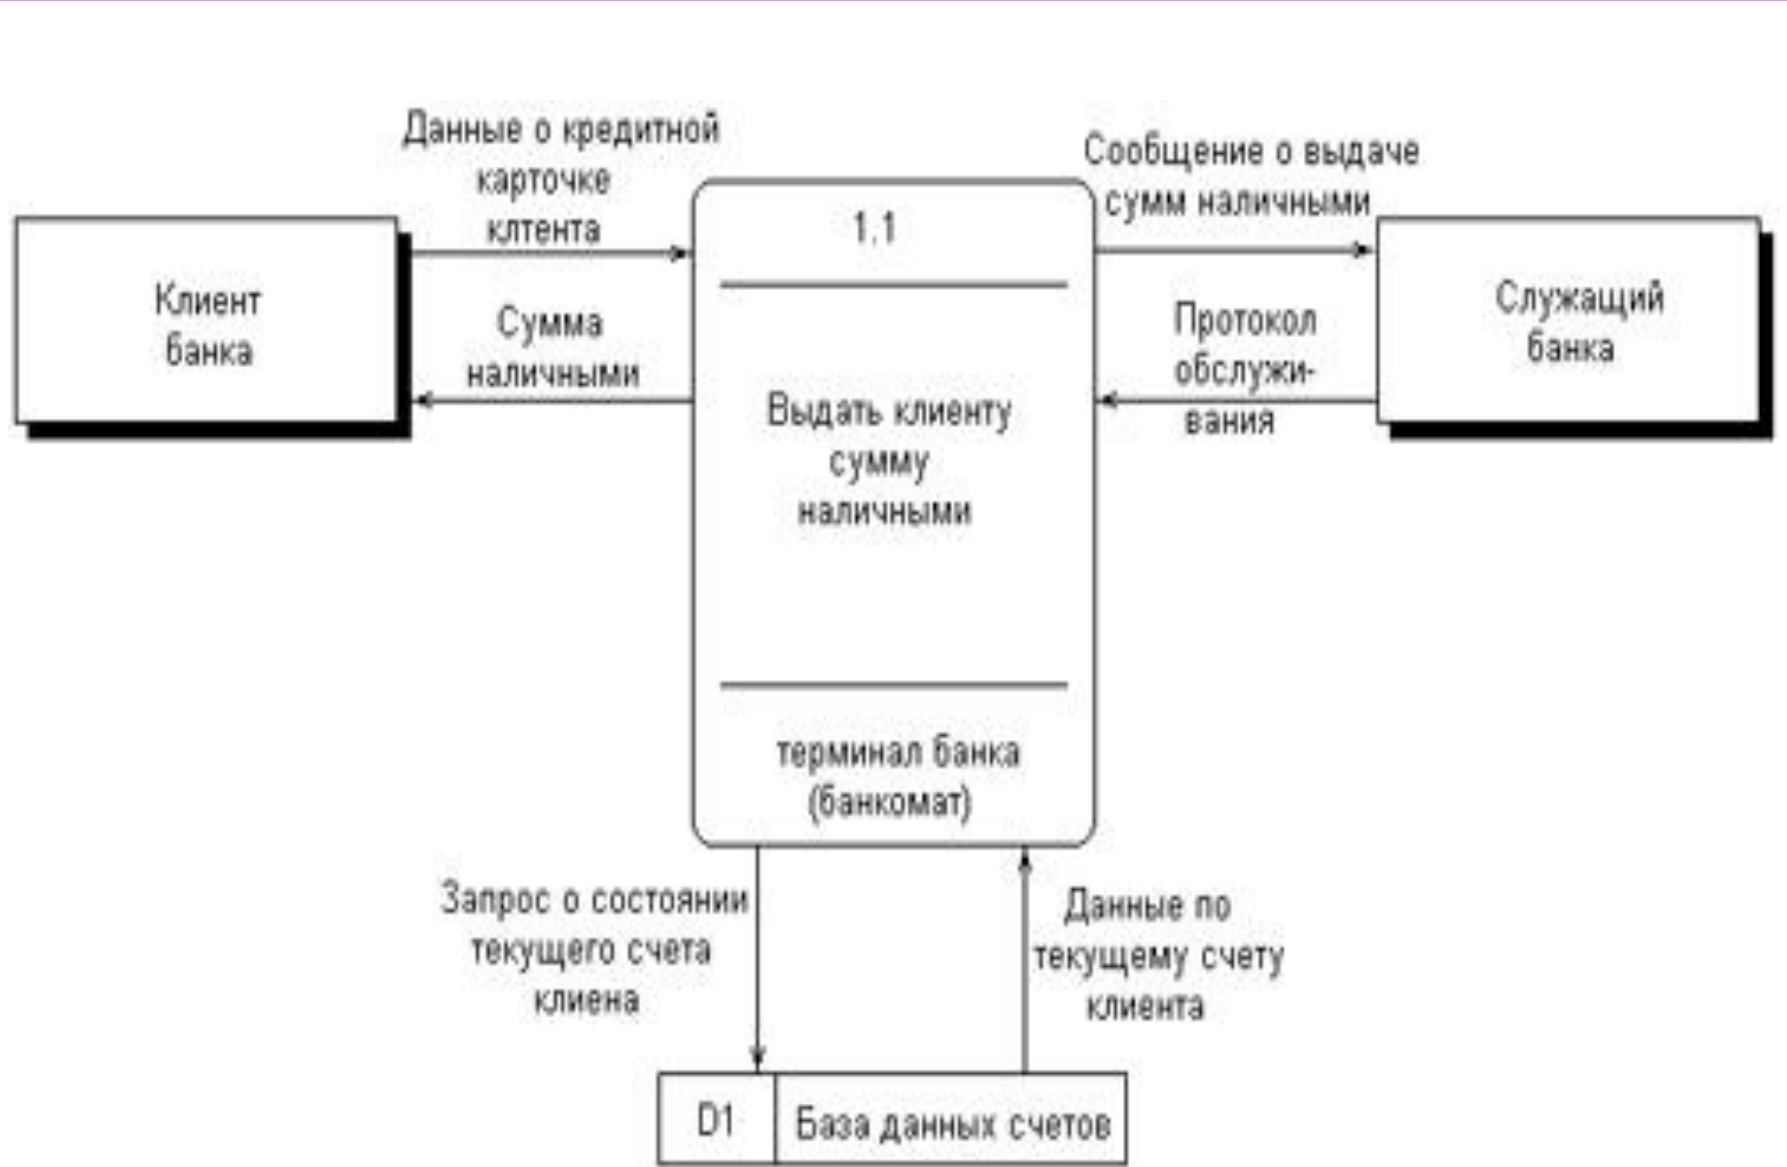 Данные о кредитной
карточке
клтента
Сообщение о выдаче
сумм наличными
1.1
Клиент
банка
Сумма
наличными
Выдать клиенту
сумму
наличными
Протокол
обслужи-
вания
Служащий
банка
терминал банка
(банкомат)
Запрос о состоянии
текущего счета
клиена
Данные по
текущему счету
клиента
D1
База данных счетов